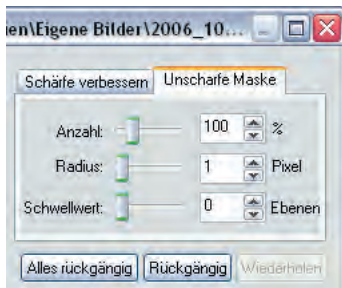 en\Eigene Bilder\2006_10...
Schärfe verbessern Unscharfe Maske
Anzahl: 100 %
Radius: 1 Pixel
Schwellwert: 0 Ebenen
Alles rückgängig Rückgängig Wiederholen